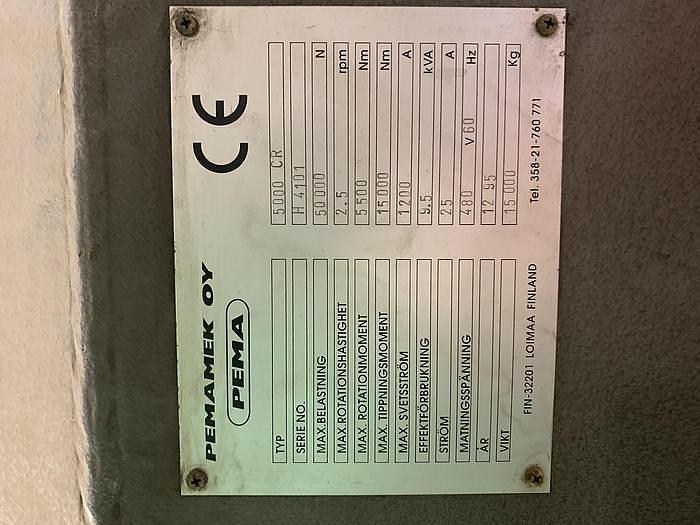 PEMAMEK OY
PEMA
CE
TYP 5000 CR
SERIE NO. H 4101
MAX.BELASTNING 50 000 N
MAX.ROTATIONSHASTIGHET 2.5 rpm
MAX. ROTATIONMOMENT 5 500 Nm
MAX. TIPPNINGSMOMENT 15 000 Nm
MAX. SVETSSTRÖM 1200 A
EFFEKTFÖRBRUKNING 9.5 kVA
STRÖM 25 A
MATNINGSSPÄNNING 480 V 60 Hz
ÅR 12 95
VIKT 15 000 Kg
FIN-32201 LOIMAA FINLAND Tel. 358-21-760 771